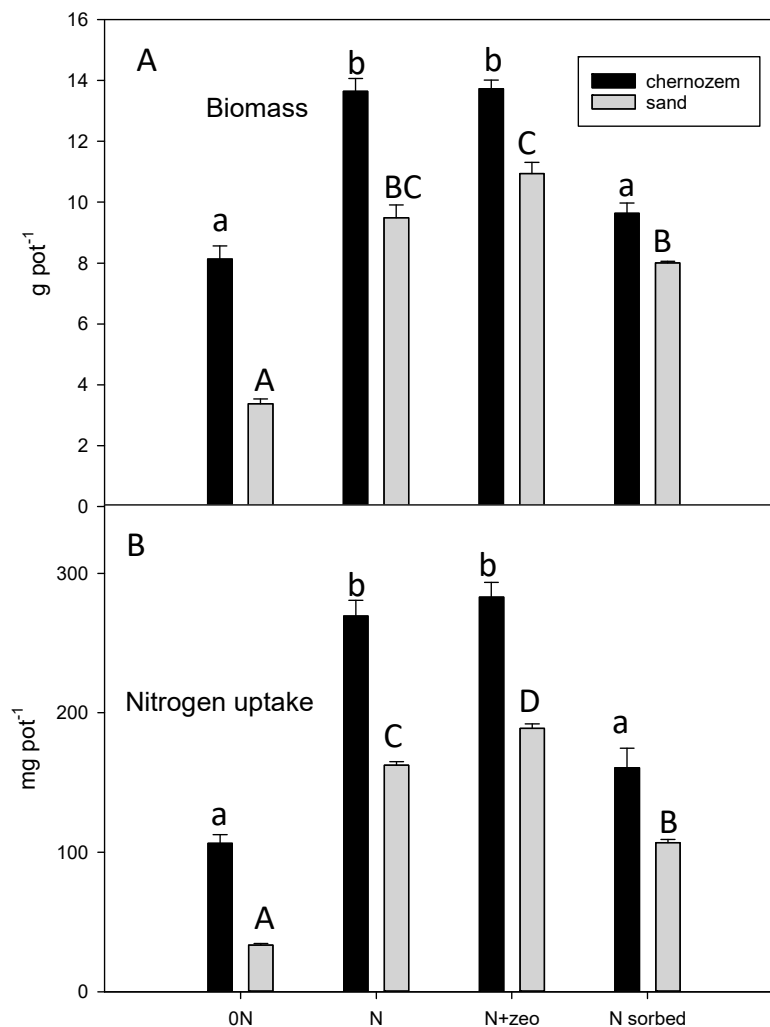 16
A
b
b
chernozem
sand
14
Biomass
12
C
BC
10
a
a
g pot⁻¹
8
B
6
A
4
2
0
B
b
b
300
Nitrogen uptake
D
200
C
a
mg pot⁻¹
a
B
100
A
0
0N N N+zeo N sorbed